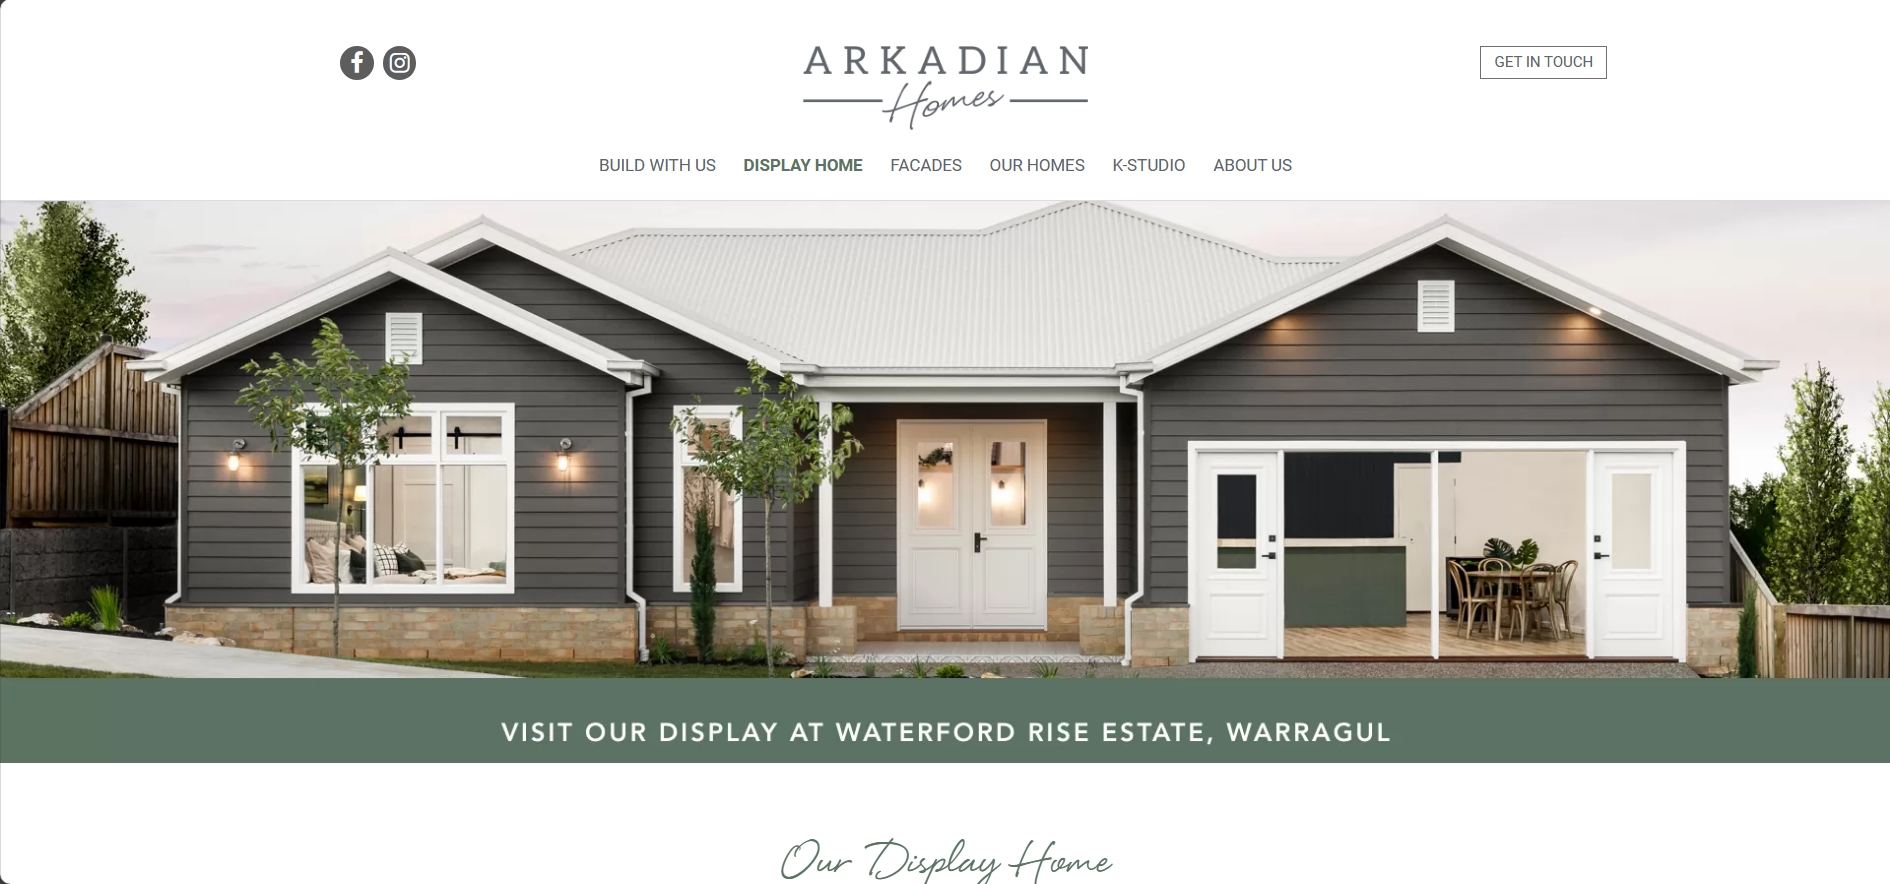 ARKADIAN
Homes
GET IN TOUCH
BUILD WITH US DISPLAY HOME FACADES OUR HOMES K-STUDIO ABOUT US
VISIT OUR DISPLAY AT WATERFORD RISE ESTATE, WARRAGUL
Our Display Home